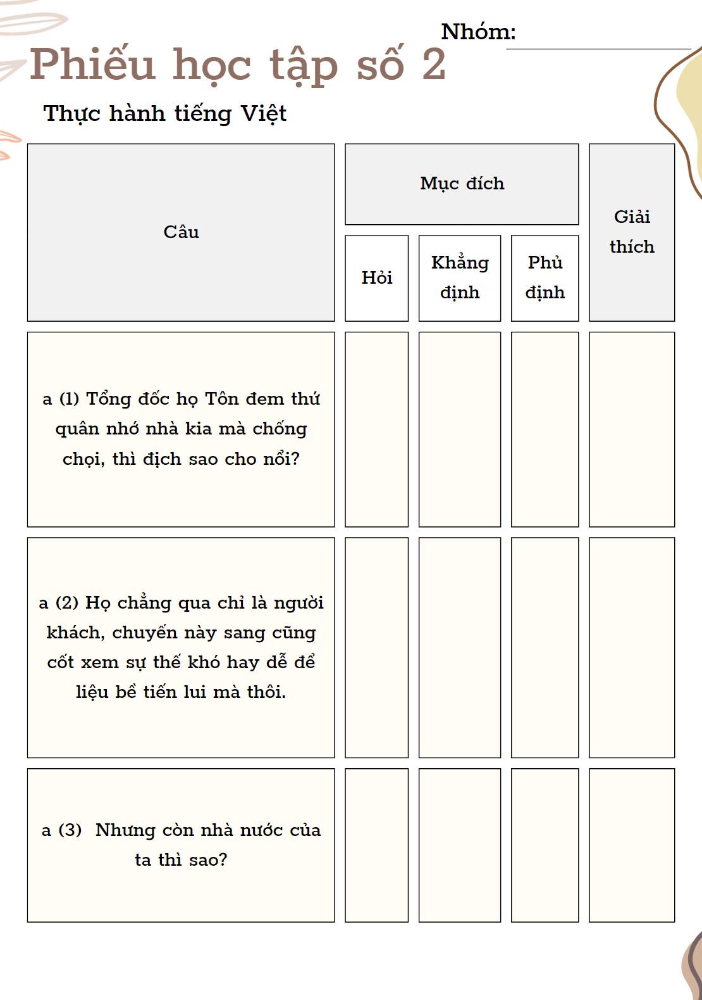 Nhóm:
Phiếu học tập số 2
Thực hành tiếng Việt
Câu
Mục đích
Giải
thích
Hỏi
Khẳng
định
Phủ
định
a (1) Tổng đốc họ Tôn đem thứ
quân nhớ nhà kia mà chống
chọi, thì địch sao cho nổi?
a (2) Họ chẳng qua chỉ là người
khách, chuyến này sang cũng
cốt xem sự thế khó hay dễ để
liệu bề tiến lui mà thôi.
a (3) Nhưng còn nhà nước của
ta thì sao?